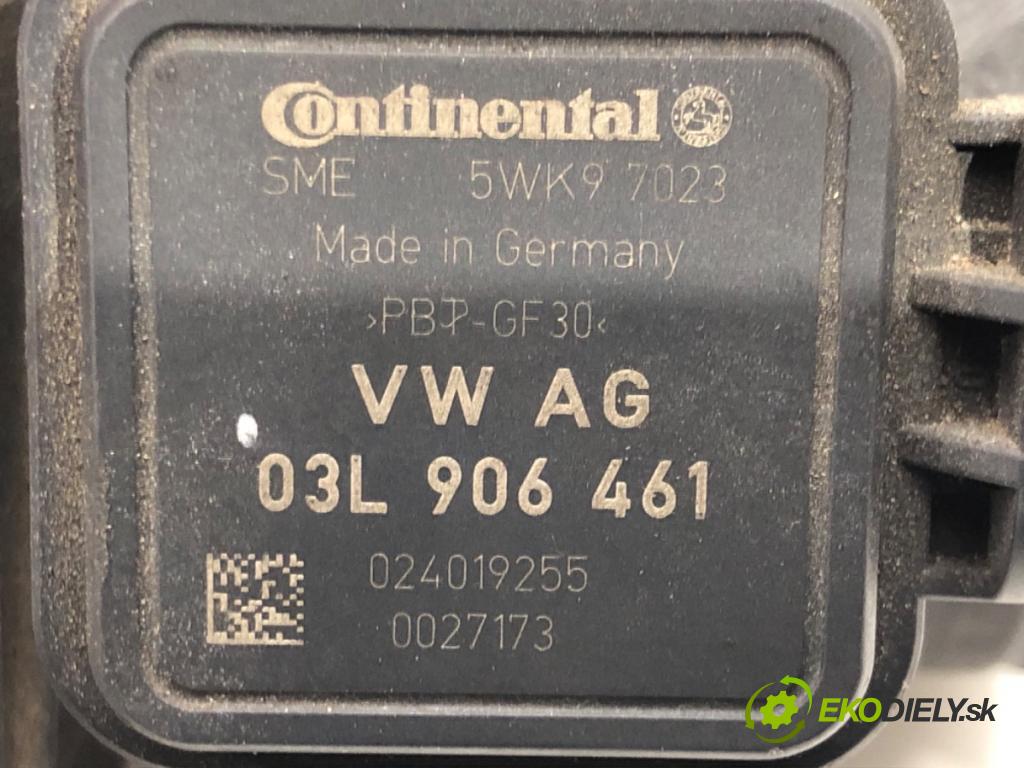 Continental
SME 5WK9 7023
Made in Germany
>PBT-GF30<
VW AG
03L 906 461
024019255
0027173
EKODIELY.sk